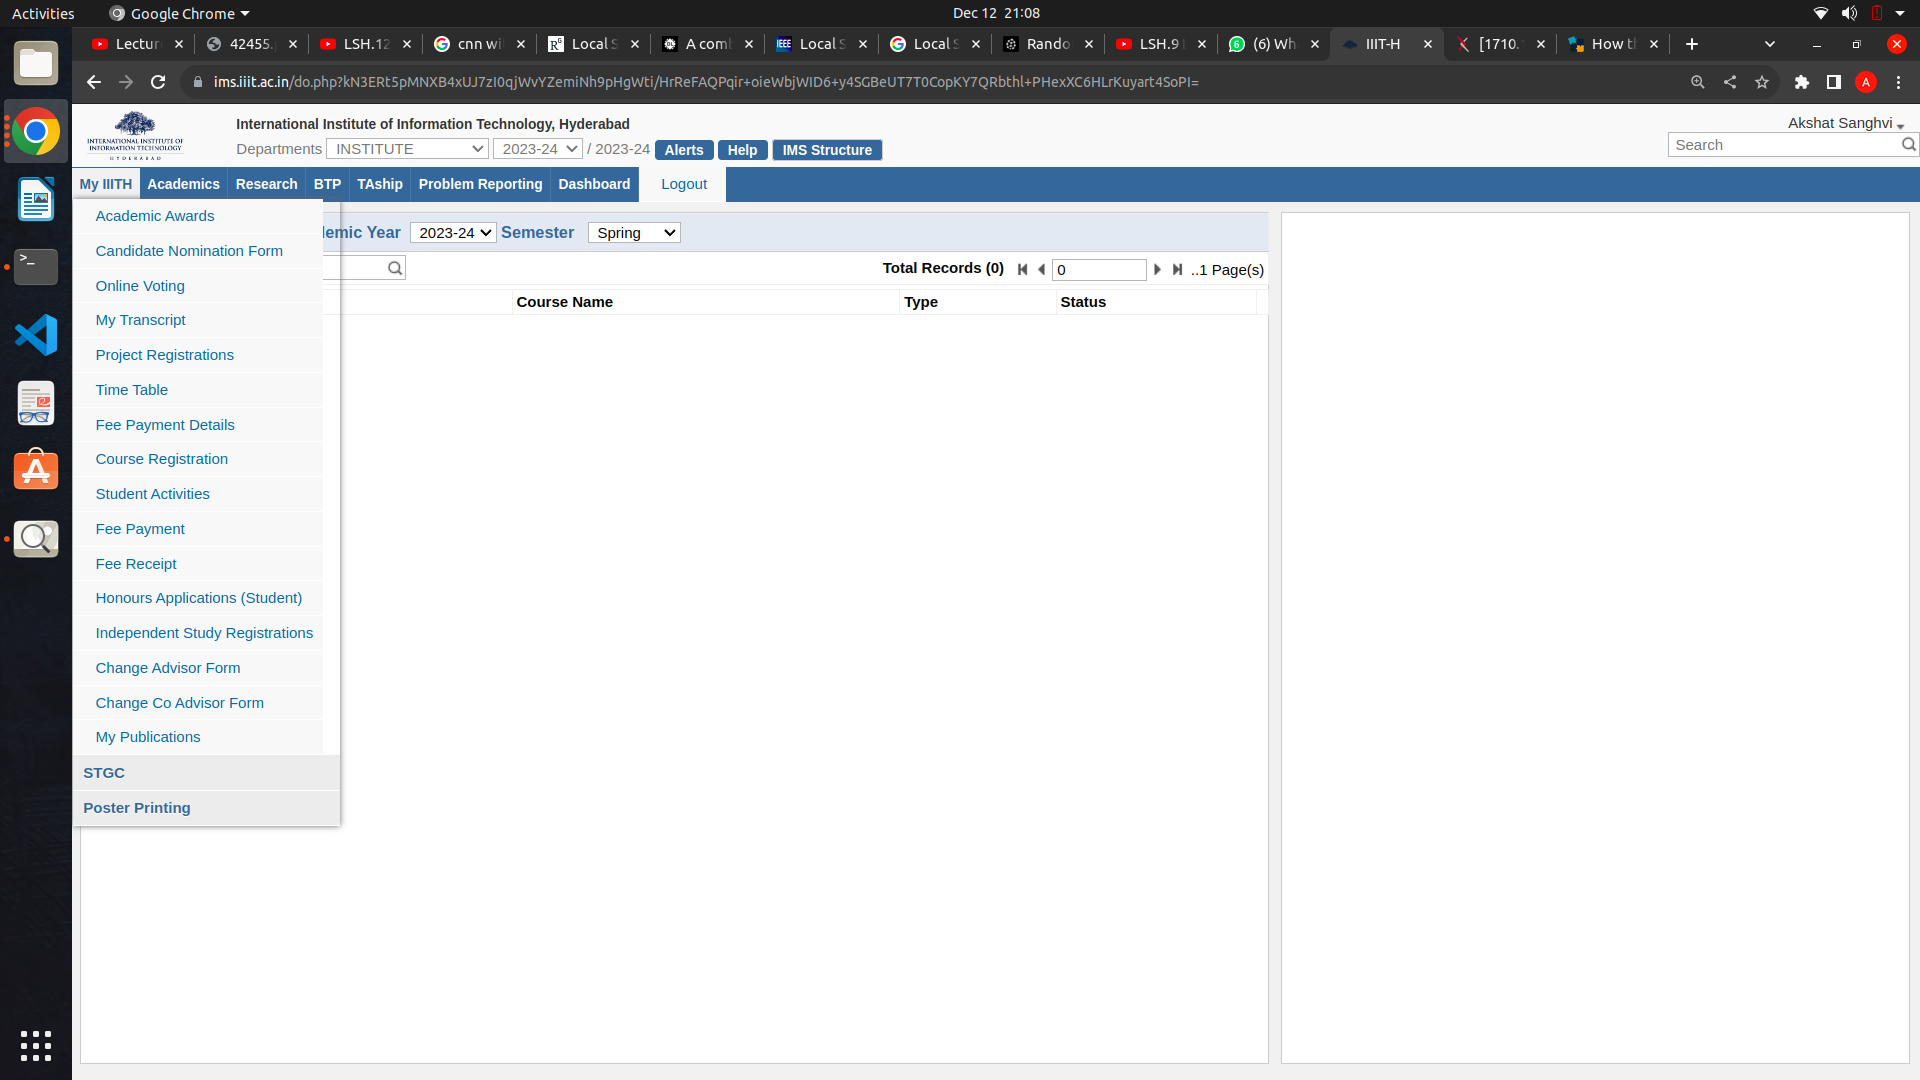 Activities Google Chrome Dec 12 21:08
Lectur 42455. LSH.12 cnn wi Local S A comb Local S Local S Rando LSH.9 (6) Wh IIIT-H [1710. How t
ims.iiit.ac.in/do.php?kN3ERt5pMNXB4xUJ7zI0qjWvYZemiNh9pHgWti/HrReFAQPqir+oieWbjWID6+y4SGBeUT7T0CopKY7QRbthl+PHexXC6HLrKuyart4SoPI=
A
INTERNATIONAL INSTITUTE OF
INFORMATION TECHNOLOGY
HYDERABAD
International Institute of Information Technology, Hyderabad
Akshat Sanghvi
Departments INSTITUTE 2023-24 / 2023-24 Alerts Help IMS Structure
Search
My IIITH Academics Research BTP TAship Problem Reporting Dashboard Logout
Academic Awards
Candidate Nomination Form
Online Voting
My Transcript
Project Registrations
Time Table
Fee Payment Details
Course Registration
Student Activities
Fee Payment
Fee Receipt
Honours Applications (Student)
Independent Study Registrations
Change Advisor Form
Change Co Advisor Form
My Publications
STGC
Poster Printing
emic Year 2023-24 Semester Spring
Total Records (0) 0 ..1 Page(s)
Course Name Type Status